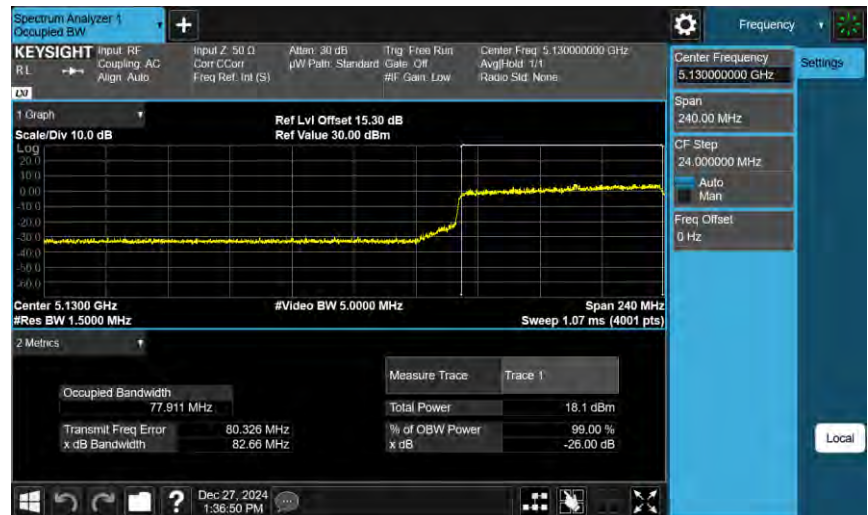 Spectrum Analyzer 1
Occupied BW
Frequency
KEYSIGHT
RL
LXI
Input: RF
Coupling: AC
Align: Auto
Input Z: 50 Ω
Corr CCorr
Freq Ref: Int (S)
Atten: 30 dB
µW Path: Standard
Trig: Free Run
Gate: Off
#IF Gain: Low
Center Freq: 5.130000000 GHz
Avg|Hold: 1/1
Radio Std: None
Center Frequency
5.130000000 GHz
Settings
Span
240.00 MHz
CF Step
24.000000 MHz
Auto
Man
Freq Offset
0 Hz
1 Graph
Scale/Div 10.0 dB
Ref Lvl Offset 15.30 dB
Ref Value 30.00 dBm
Log
20.0
10.0
0.00
-10.0
-20.0
-30.0
-40.0
-50.0
-60.0
Center 5.1300 GHz
#Video BW 5.0000 MHz
Span 240 MHz
#Res BW 1.5000 MHz
Sweep 1.07 ms (4001 pts)
2 Metrics
Measure Trace
Trace 1
Occupied Bandwidth
77.911 MHz
Total Power
18.1 dBm
Transmit Freq Error
80.326 MHz
% of OBW Power
99.00 %
x dB Bandwidth
82.66 MHz
x dB
-26.00 dB
Local
Dec 27, 2024
1:36:50 PM